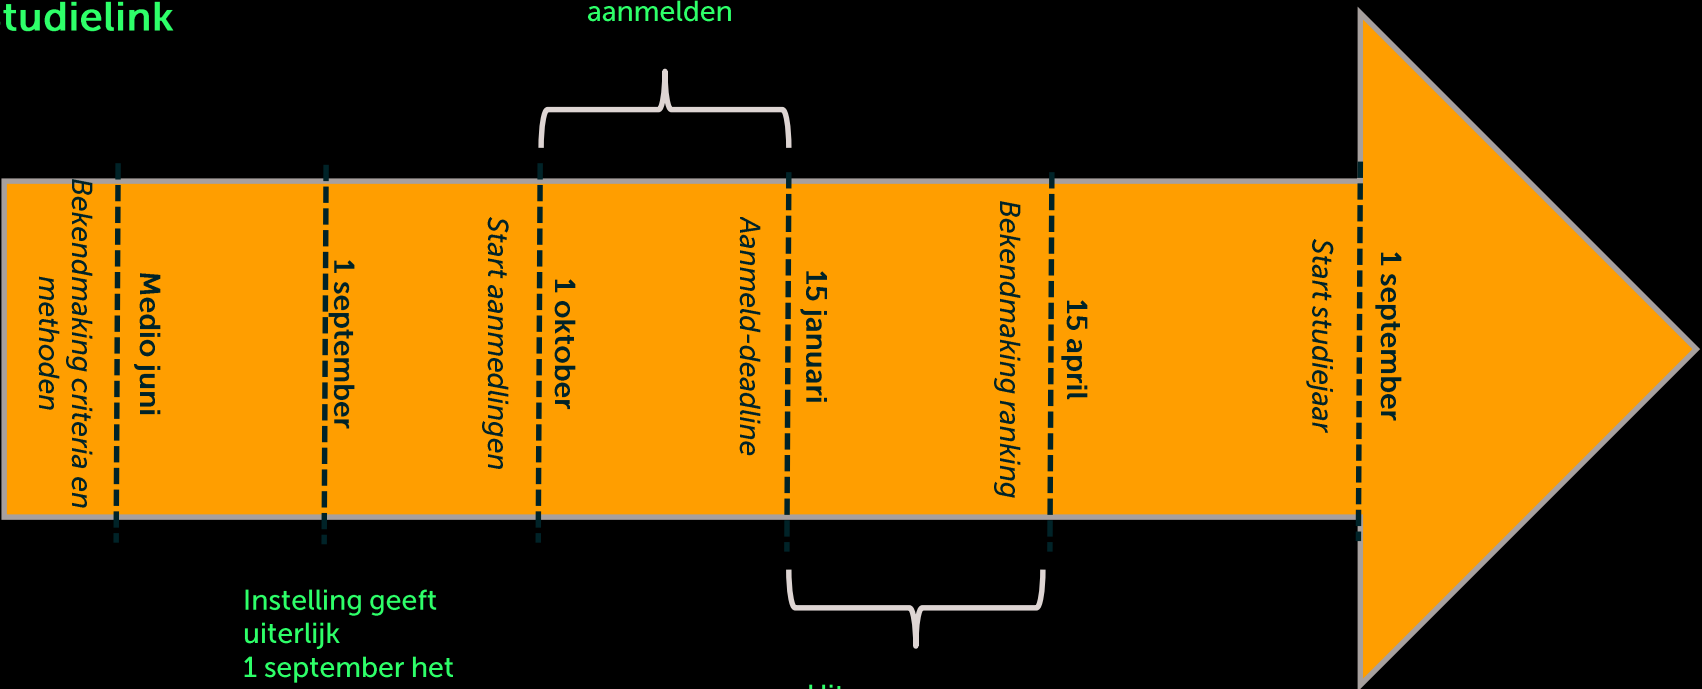 tudielink
aanmelden
Bekendmaking criteria en
methoden
Medio juni
1 september
Start aanmedlingen
1 oktober
Aanmeld-deadline
15 januari
Bekendmaking ranking
15 april
Start studiejaar
1 september
Instelling geeft
uiterlijk
1 september het